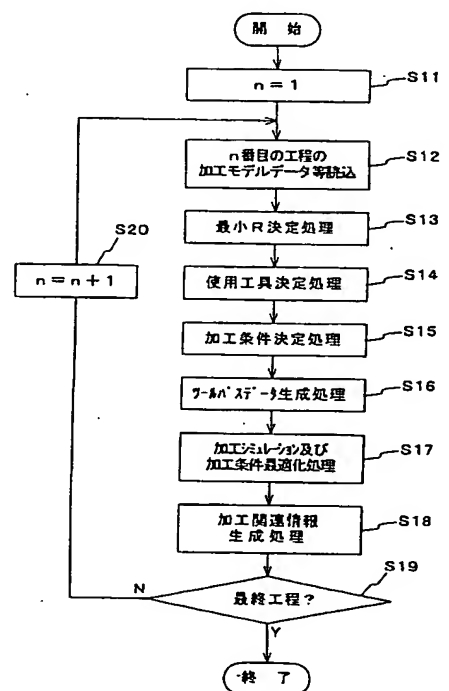 開 始
n = 1
S11
n番目の工程の
加工モデルデータ等読込
S12
最小R決定処理
S13
S20
n = n + 1
使用工具決定処理
S14
加工条件決定処理
S15
ツールパスデータ生成処理
S16
加工シミュレーション及び
加工条件最適化処理
S17
加工関連情報
生成処理
S18
N
最終工程?
S19
Y
終 了